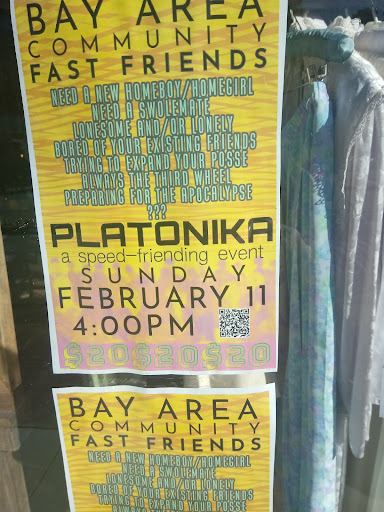 BAY AREA
COMMUNITY
FAST FRIENDS
NEED A NEW HOMEBOY/HOMEGIRL
NEED A SWOLEMATE
LONESOME AND/OR LONELY
BORED OF YOUR EXISTING FRIENDS
TRYING TO EXPAND YOUR POSSE
ALWAYS THE THIRD WHEEL
PREPARING FOR THE APOCALYPSE
???
PLATONIKA
a speed-friending event
SUNDAY
FEBRUARY 11
4:00PM
$20$20$20
BAY AREA
COMMUNITY
FAST FRIENDS
NEED A NEW HOMEBOY/HOMEGIRL
NEED A SWOLEMATE
LONESOME AND/OR LONELY
BORED OF YOUR EXISTING FRIENDS
TRYING TO EXPAND YOUR POSSE